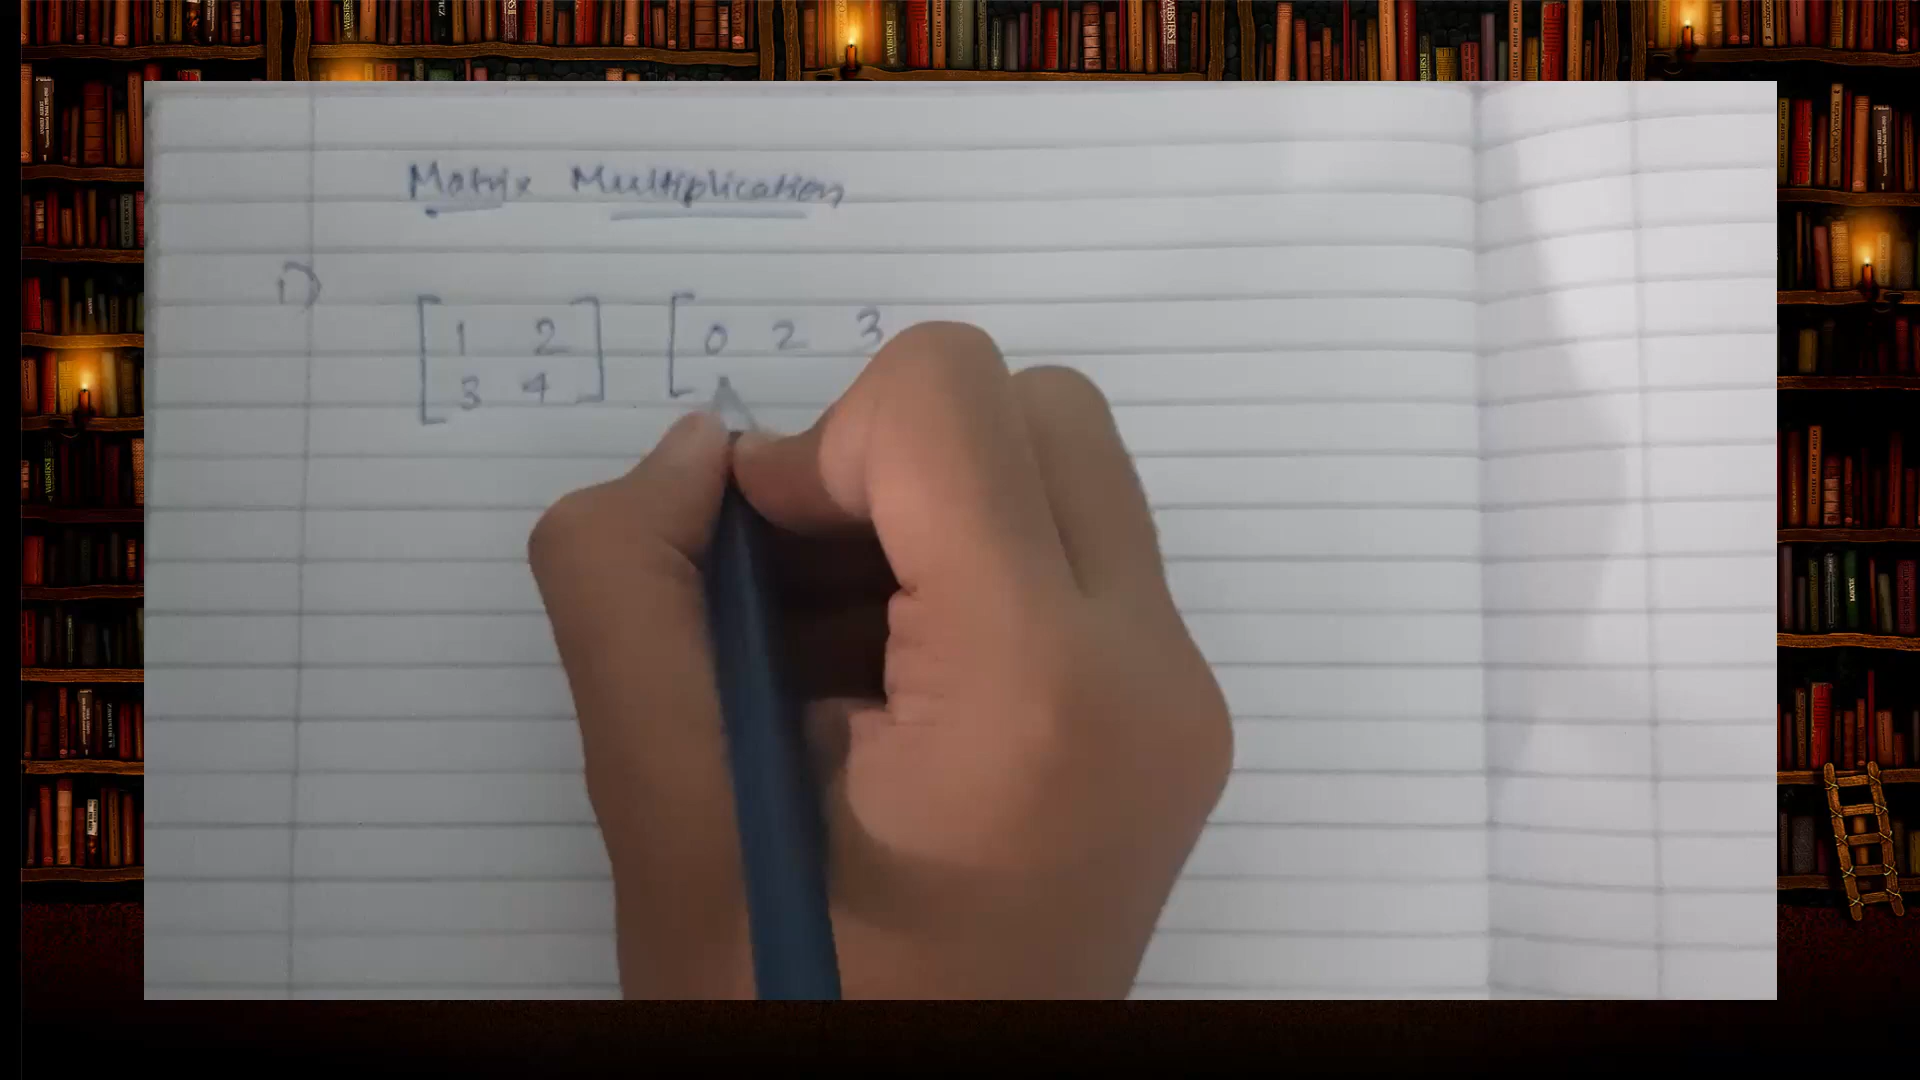 Matrix Multiplication
1)
[ 1 2 ] [ 0 2 3
[ 3 4 ]